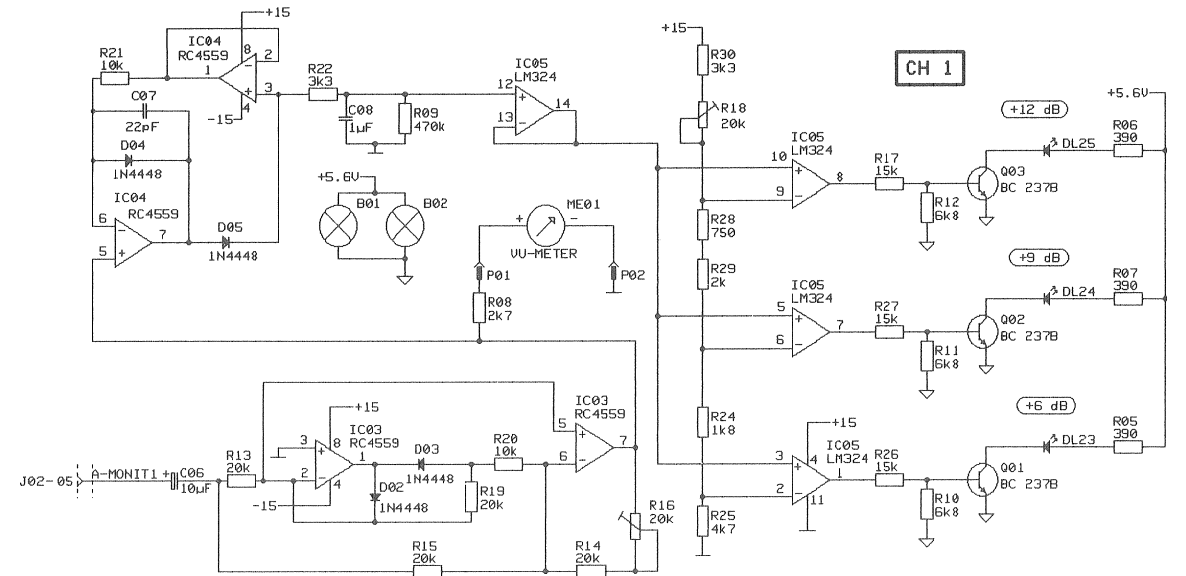 +15
IC04
RC4559
R21
10k
1
8
2
3
4
-15
C07
22pF
D04
1N4448
IC04
RC4559
6
5
7
D05
1N4448
R22
3k3
C08
1µF
R09
470k
IC05
LM324
12
13
14
+5.6V
B01
B02
ME01
+
-
VU-METER
P01
P02
R08
2k7
+15
R30
3k3
R18
20k
R28
750
R29
2k
R24
1k8
R25
4k7
CH 1
IC05
LM324
10
9
8
R17
15k
R12
6k8
Q03
BC 237B
+12 dB
DL25
R06
390
+5.6V
IC05
LM324
5
6
7
R27
15k
R11
6k8
Q02
BC 237B
+9 dB
DL24
R07
390
+15
IC05
LM324
3
2
4
1
11
R26
15k
R10
6k8
Q01
BC 237B
+6 dB
DL23
R05
390
J02-05
A-MONIT1
+
C06
10µF
R13
20k
+15
IC03
RC4559
3
2
8
1
4
-15
D03
1N4448
D02
1N4448
R20
10k
R19
20k
IC03
RC4559
5
6
7
R16
20k
R15
20k
R14
20k